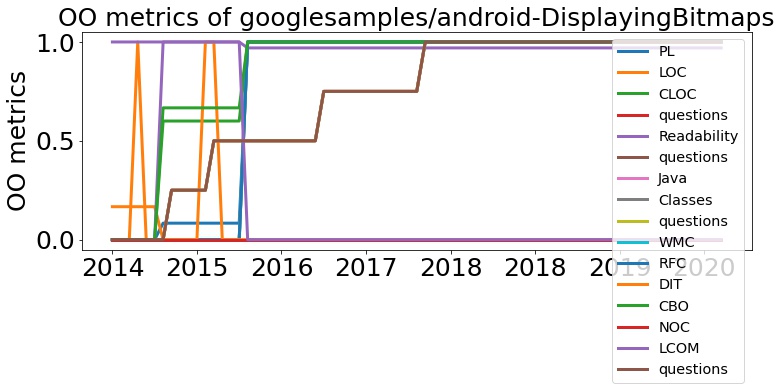 OO metrics of googlesamples/android-DisplayingBitmaps
OO metrics
1.0
0.5
0.0
2014 2015 2016 2017 2018 2018 2019 2020
PL
LOC
CLOC
questions
Readability
questions
Java
Classes
questions
WMC
RFC
DIT
CBO
NOC
LCOM
questions